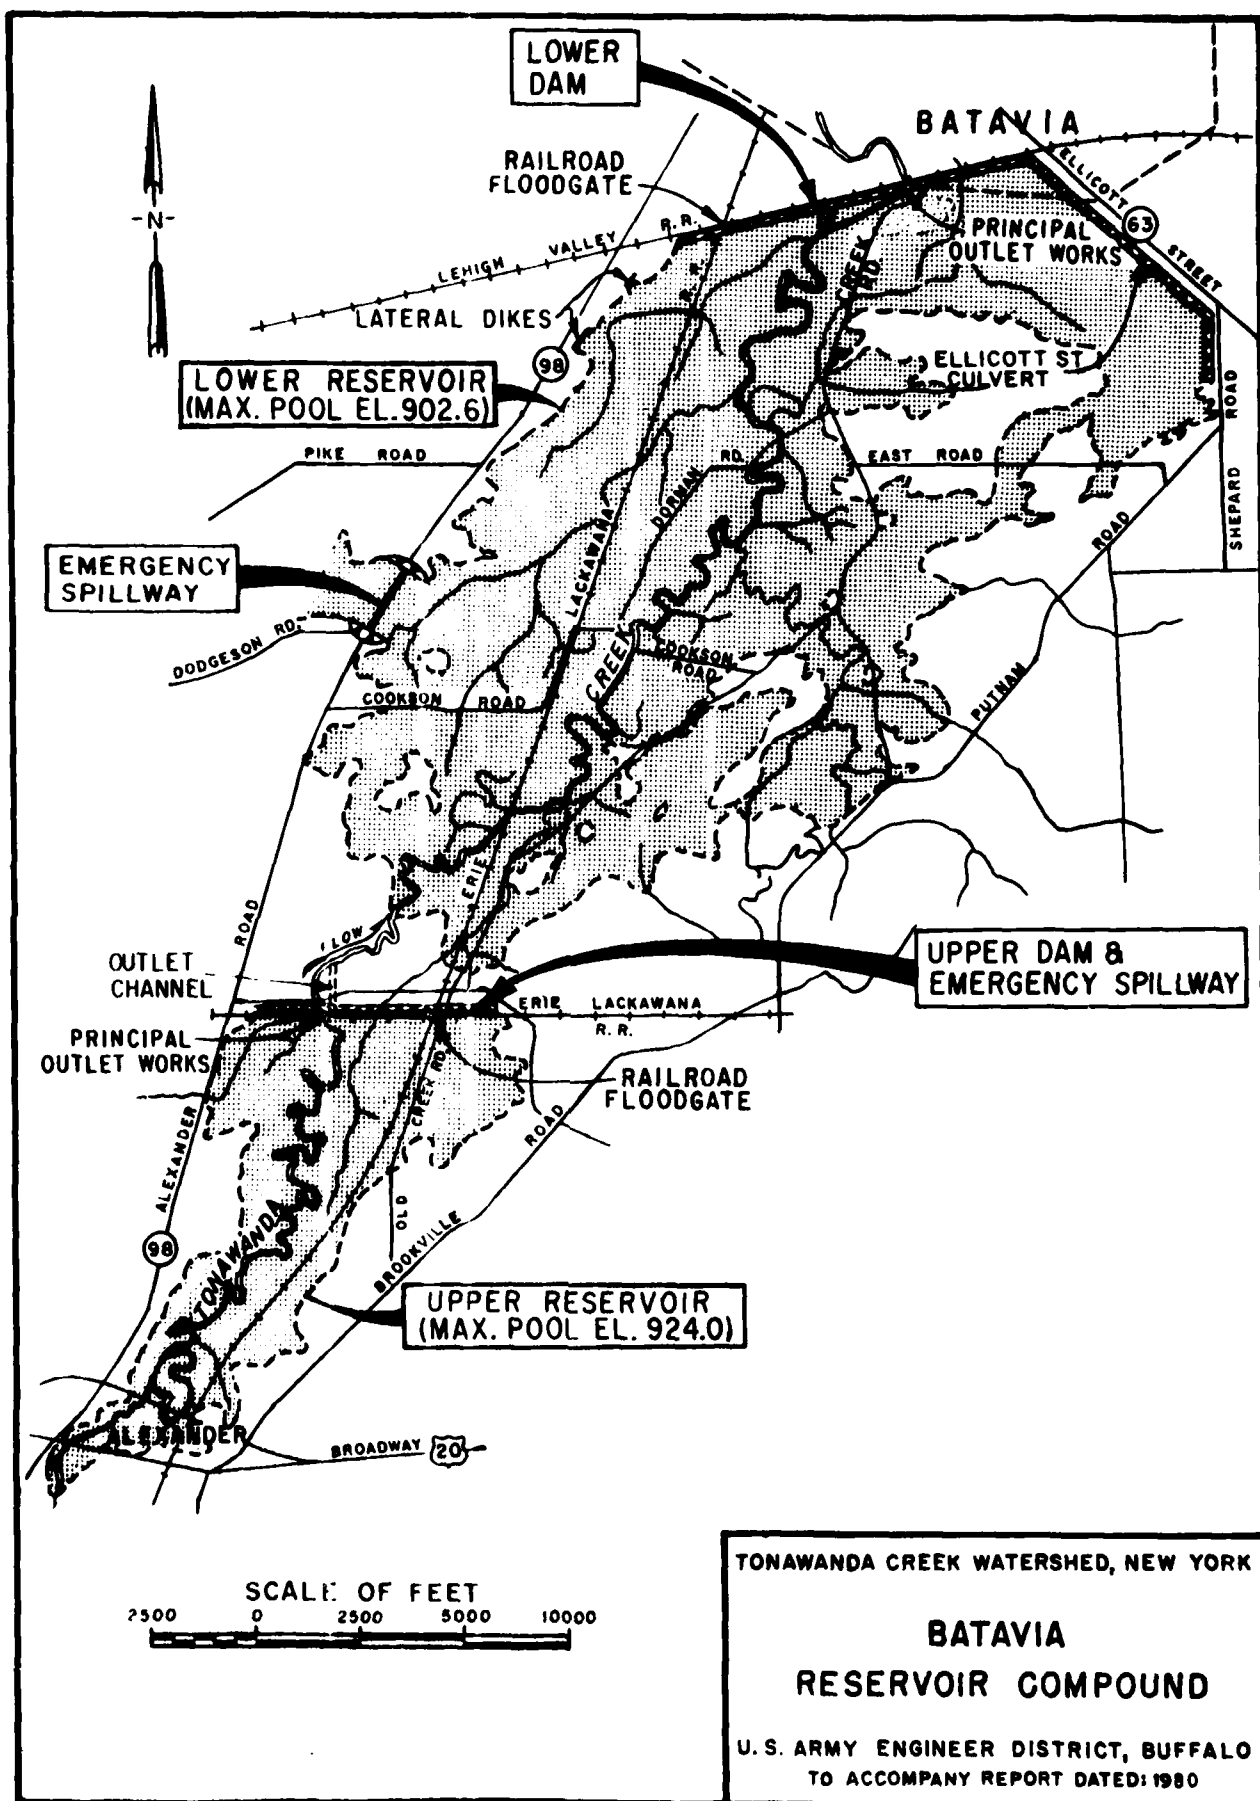 LOWER
DAM
BATAVIA
RAILROAD
FLOODGATE
ELLICOTT
STREET
63
-N-
PRINCIPAL
OUTLET WORKS
LEHIGH VALLEY R.R.
R.R.
CREEK RD
LATERAL DIKES
98
ELLICOTT ST
CULVERT
LOWER RESERVOIR
(MAX. POOL EL. 902.6)
PIKE ROAD
DORMAN RD.
EAST ROAD
SHEPARD ROAD
EMERGENCY
SPILLWAY
LACKAWANA
DODGESON RD.
CREEK
COOKSON
ROAD
COOKSON ROAD
PUTNAM ROAD
ERIE
ROAD
FLOW
OUTLET
CHANNEL
UPPER DAM &
EMERGENCY SPILLWAY
ERIE LACKAWANA
R.R.
PRINCIPAL
OUTLET WORKS
CREEK RD.
RAILROAD
FLOODGATE
ROAD
ALEXANDER
OLD
BROOKVILLE
TONAWANDA
98
UPPER RESERVOIR
(MAX. POOL EL. 924.0)
ALEXANDER
BROADWAY 20
SCALE OF FEET
2500 0 2500 5000 10000
TONAWANDA CREEK WATERSHED, NEW YORK
BATAVIA
RESERVOIR COMPOUND
U.S. ARMY ENGINEER DISTRICT, BUFFALO
TO ACCOMPANY REPORT DATED: 1980